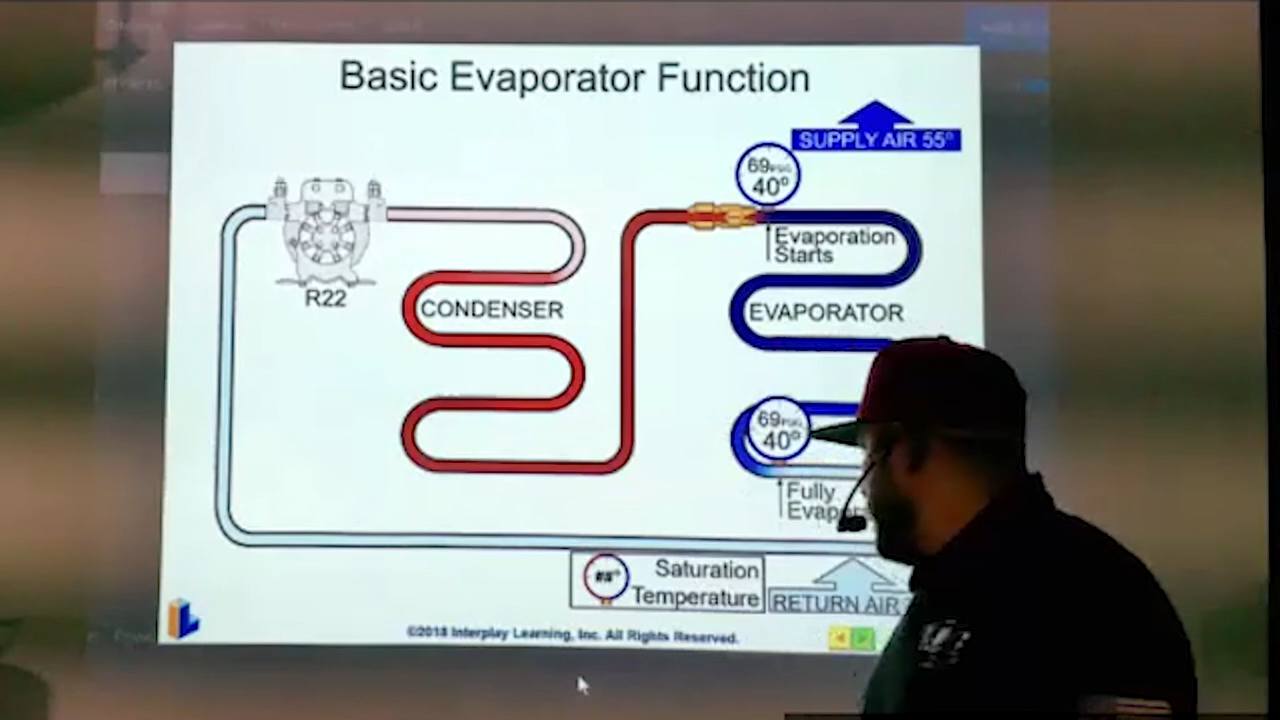 Basic Evaporator Function
SUPPLY AIR 55°
69PSIG
40°
Evaporation
Starts
R22
CONDENSER
EVAPORATOR
69PSIG
40°
Fully
##°
Saturation
Temperature
RETURN AIR
©2018 Interplay Learning, Inc. All Rights Reserved.